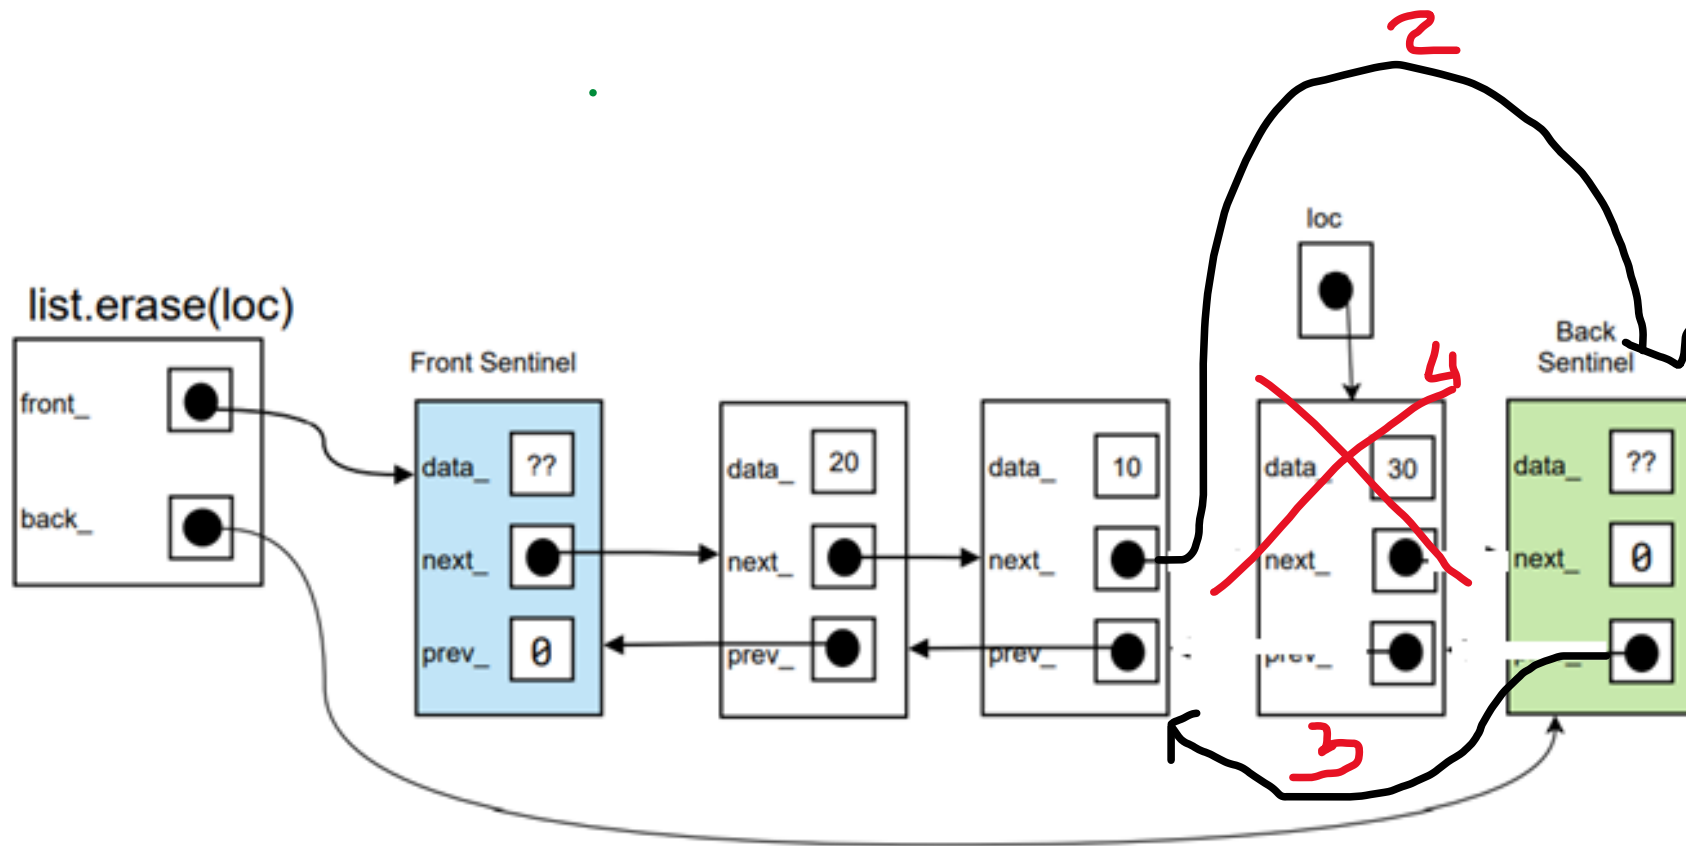 2
loc
list.erase(loc)
Back
Sentinel
Front Sentinel
4
front_
back_
data_ ??
next_
prev_ 0
data_ 20
next_
prev_
data_ 10
next_
prev_
data_ 30
next_
prev_
data_ ??
next_ 0
3